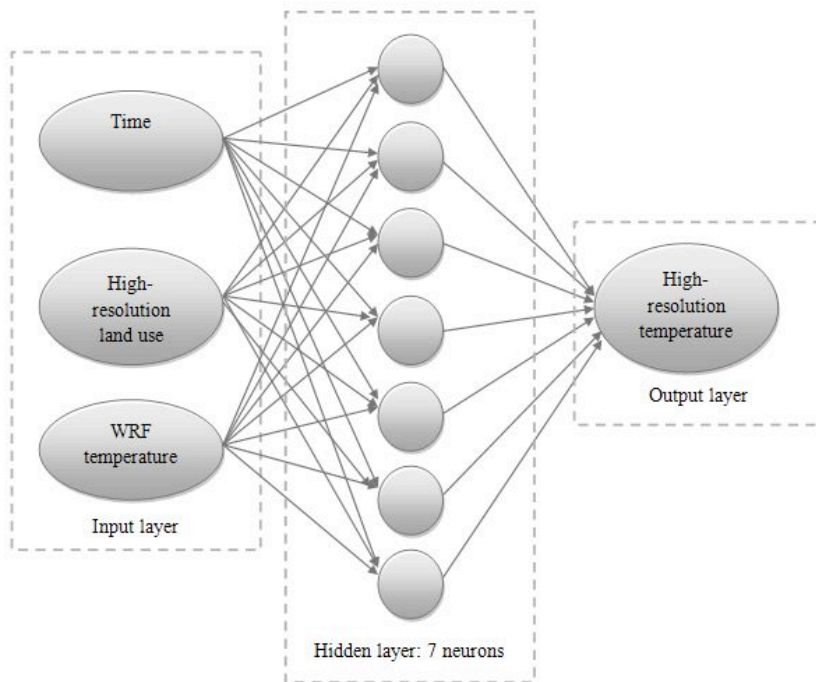 Time
High-
resolution
land use
WRF
temperature
Input layer
Hidden layer: 7 neurons
High-
resolution
temperature
Output layer